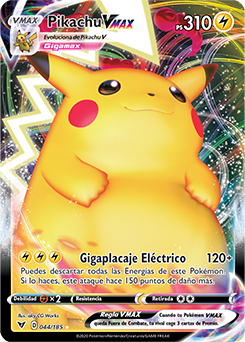 VMAX Pikachu VMAX PS 310
Evoluciona de Pikachu V
Gigamax
Gigaplacaje Eléctrico 120+
Puedes descartar todas las Energías de este Pokémon.
Si lo haces, este ataque hace 150 puntos de daño más.
Debilidad ×2 Resistencia Retirada
Ilus. aky CG Works
Regla VMAX Cuando tu Pokémon VMAX
queda Fuera de Combate, tu rival coge 3 cartas de Premio.
044/185
©2020 Pokémon/Nintendo/Creatures/GAME FREAK